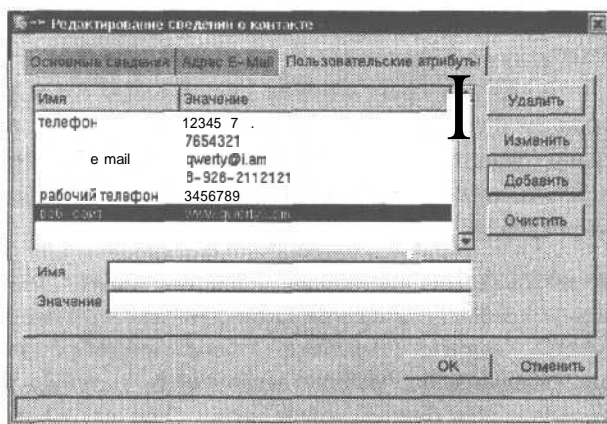 Редактирование сведений о контакте
Основные сведения Адрес E-Mail Пользовательские атрибуты
Имя Значение
телефон 12345 7 .
7654321
e mail qwerty@i.am
8-926-2112121
рабочий телефон 3456789
Удалить
Изменить
Добавить
Очистить
Имя
Значение
OK Отменить